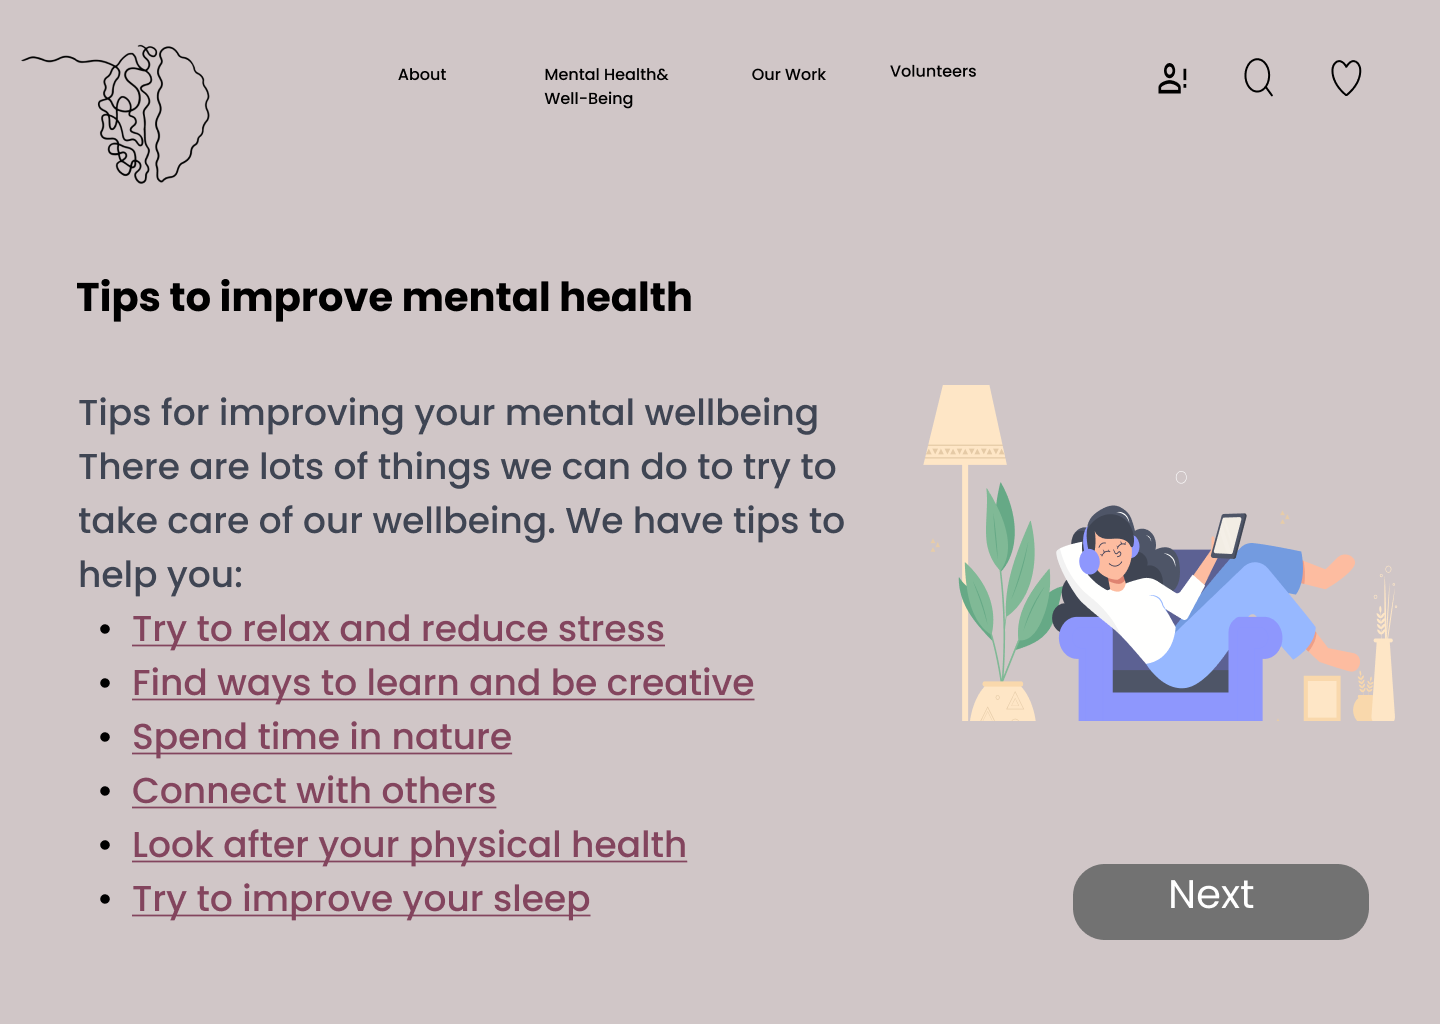 About
Mental Health&
Well-Being
Our Work
Volunteers
Tips to improve mental health
Tips for improving your mental wellbeing
There are lots of things we can do to try to
take care of our wellbeing. We have tips to
help you:
• Try to relax and reduce stress
• Find ways to learn and be creative
• Spend time in nature
• Connect with others
• Look after your physical health
• Try to improve your sleep
Next